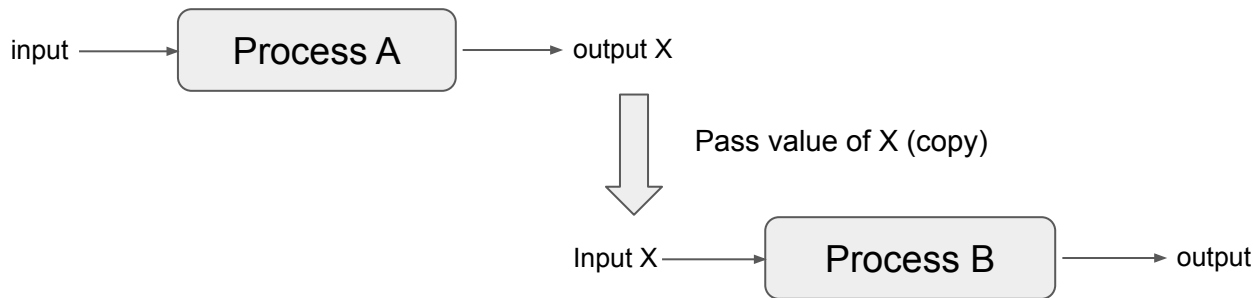 input
Process A
output X
Pass value of X (copy)
Input X
Process B
output